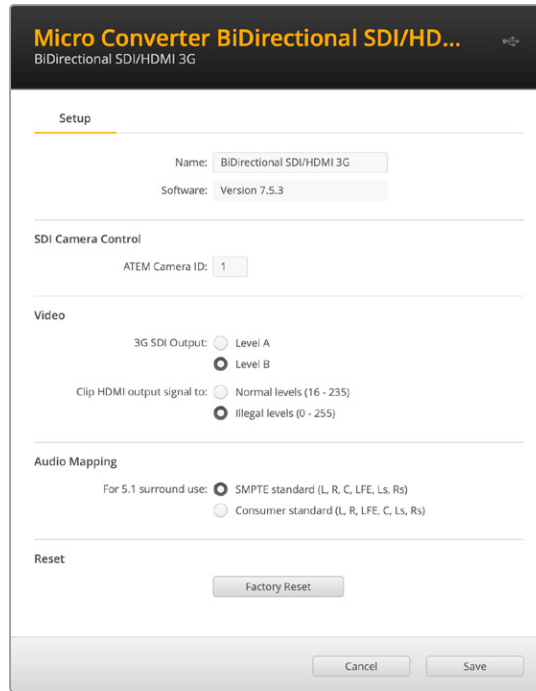 Micro Converter BiDirectional SDI/HD...
BiDirectional SDI/HDMI 3G
Setup
Name: BiDirectional SDI/HDMI 3G
Software: Version 7.5.3
SDI Camera Control
ATEM Camera ID: 1
Video
3G SDI Output: Level A
Level B
Clip HDMI output signal to: Normal levels (16 - 235)
Illegal levels (0 - 255)
Audio Mapping
For 5.1 surround use: SMPTE standard (L, R, C, LFE, Ls, Rs)
Consumer standard (L, R, LFE, C, Ls, Rs)
Reset
Factory Reset
Cancel Save